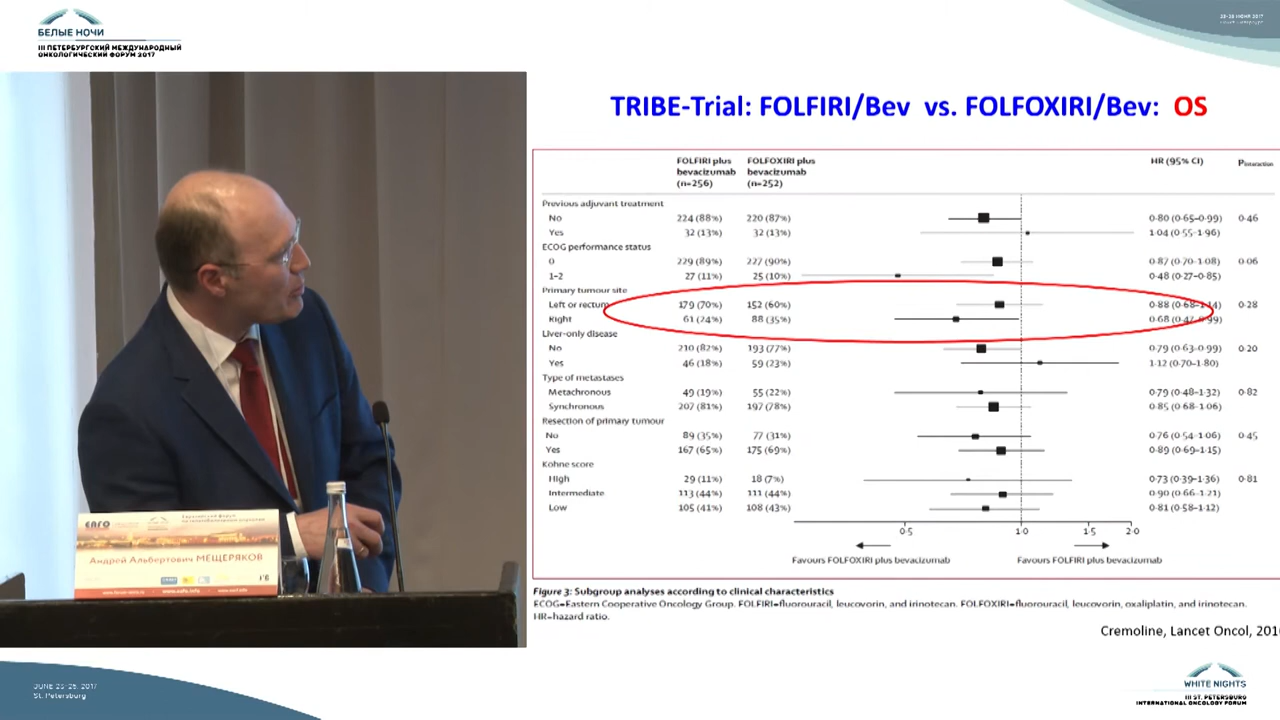 БЕЛЫЕ НОЧИ
III ПЕТЕРБУРГСКИЙ МЕЖДУНАРОДНЫЙ
ОНКОЛОГИЧЕСКИЙ ФОРУМ 2017
TRIBE-Trial: FOLFIRI/Bev vs. FOLFOXIRI/Bev: OS
FOLFIRI plus bevacizumab (n=256) FOLFOXIRI plus bevacizumab (n=252) HR (95% CI) Pinteraction
Previous adjuvant treatment
No 224 (88%) 220 (87%) 0·80 (0·65–0·99) 0·46
Yes 32 (13%) 32 (13%) 1·04 (0·55–1·96)
ECOG performance status
0 229 (89%) 227 (90%) 0·87 (0·70–1·08) 0·06
1–2 27 (11%) 25 (10%) 0·48 (0·27–0·85)
Primary tumour site
Left or rectum 179 (70%) 152 (60%) 0·88 (0·68–1·14) 0·28
Right 61 (24%) 88 (35%) 0·68 (0·47–0·99)
Liver-only disease
No 210 (82%) 193 (77%) 0·79 (0·63–0·99) 0·20
Yes 46 (18%) 59 (23%) 1·12 (0·70–1·80)
Type of metastases
Metachronous 49 (19%) 55 (22%) 0·79 (0·48–1·32) 0·82
Synchronous 207 (81%) 197 (78%) 0·85 (0·68–1·06)
Resection of primary tumour
No 89 (35%) 77 (31%) 0·76 (0·54–1·06) 0·45
Yes 167 (65%) 175 (69%) 0·89 (0·69–1·15)
Kohne score
High 29 (11%) 18 (7%) 0·73 (0·39–1·36) 0·81
Intermediate 113 (44%) 111 (44%) 0·90 (0·66–1·21)
Low 105 (41%) 108 (43%) 0·81 (0·58–1·12)
0·5 1·0 1·5 2·0
Favours FOLFOXIRI plus bevacizumab Favours FOLFIRI plus bevacizumab
Figure 3: Subgroup analyses according to clinical characteristics
ECOG=Eastern Cooperative Oncology Group. FOLFIRI=fluorouracil, leucovorin, and irinotecan. FOLFOXIRI=fluorouracil, leucovorin, oxaliplatin, and irinotecan.
HR=hazard ratio.
Cremoline, Lancet Oncol, 201
Андрей Альбертович МЕЩЕРЯКОВ
JUNE 23-25, 2017
St. Petersburg
WHITE NIGHTS
III ST. PETERSBURG
INTERNATIONAL ONCOLOGY FORUM